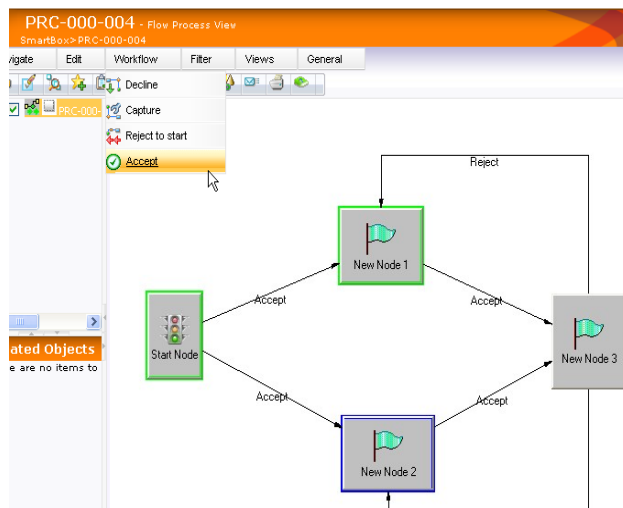 PRC-000-004 - Flow Process View
SmartBox>PRC-000-004
vigate Edit Workflow Filter Views General
Decline
PRC-000-
Capture
Reject to start
Accept
Reject
New Node 1
Accept
Accept
Start Node
New Node 3
ated Objects
e are no items to
Accept
Accept
New Node 2